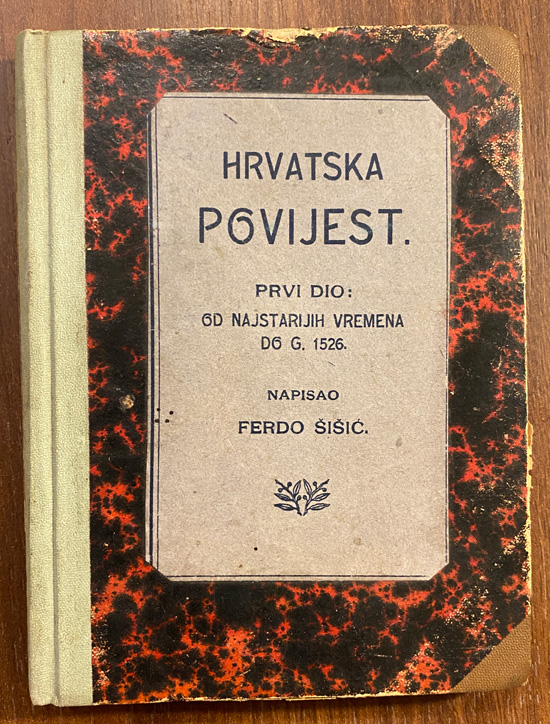 HRVATSKA
POVIJEST.
PRVI DIO:
OD NAJSTARIJIH VREMENA
DO G. 1526.
NAPISAO
FERDO ŠIŠIĆ.